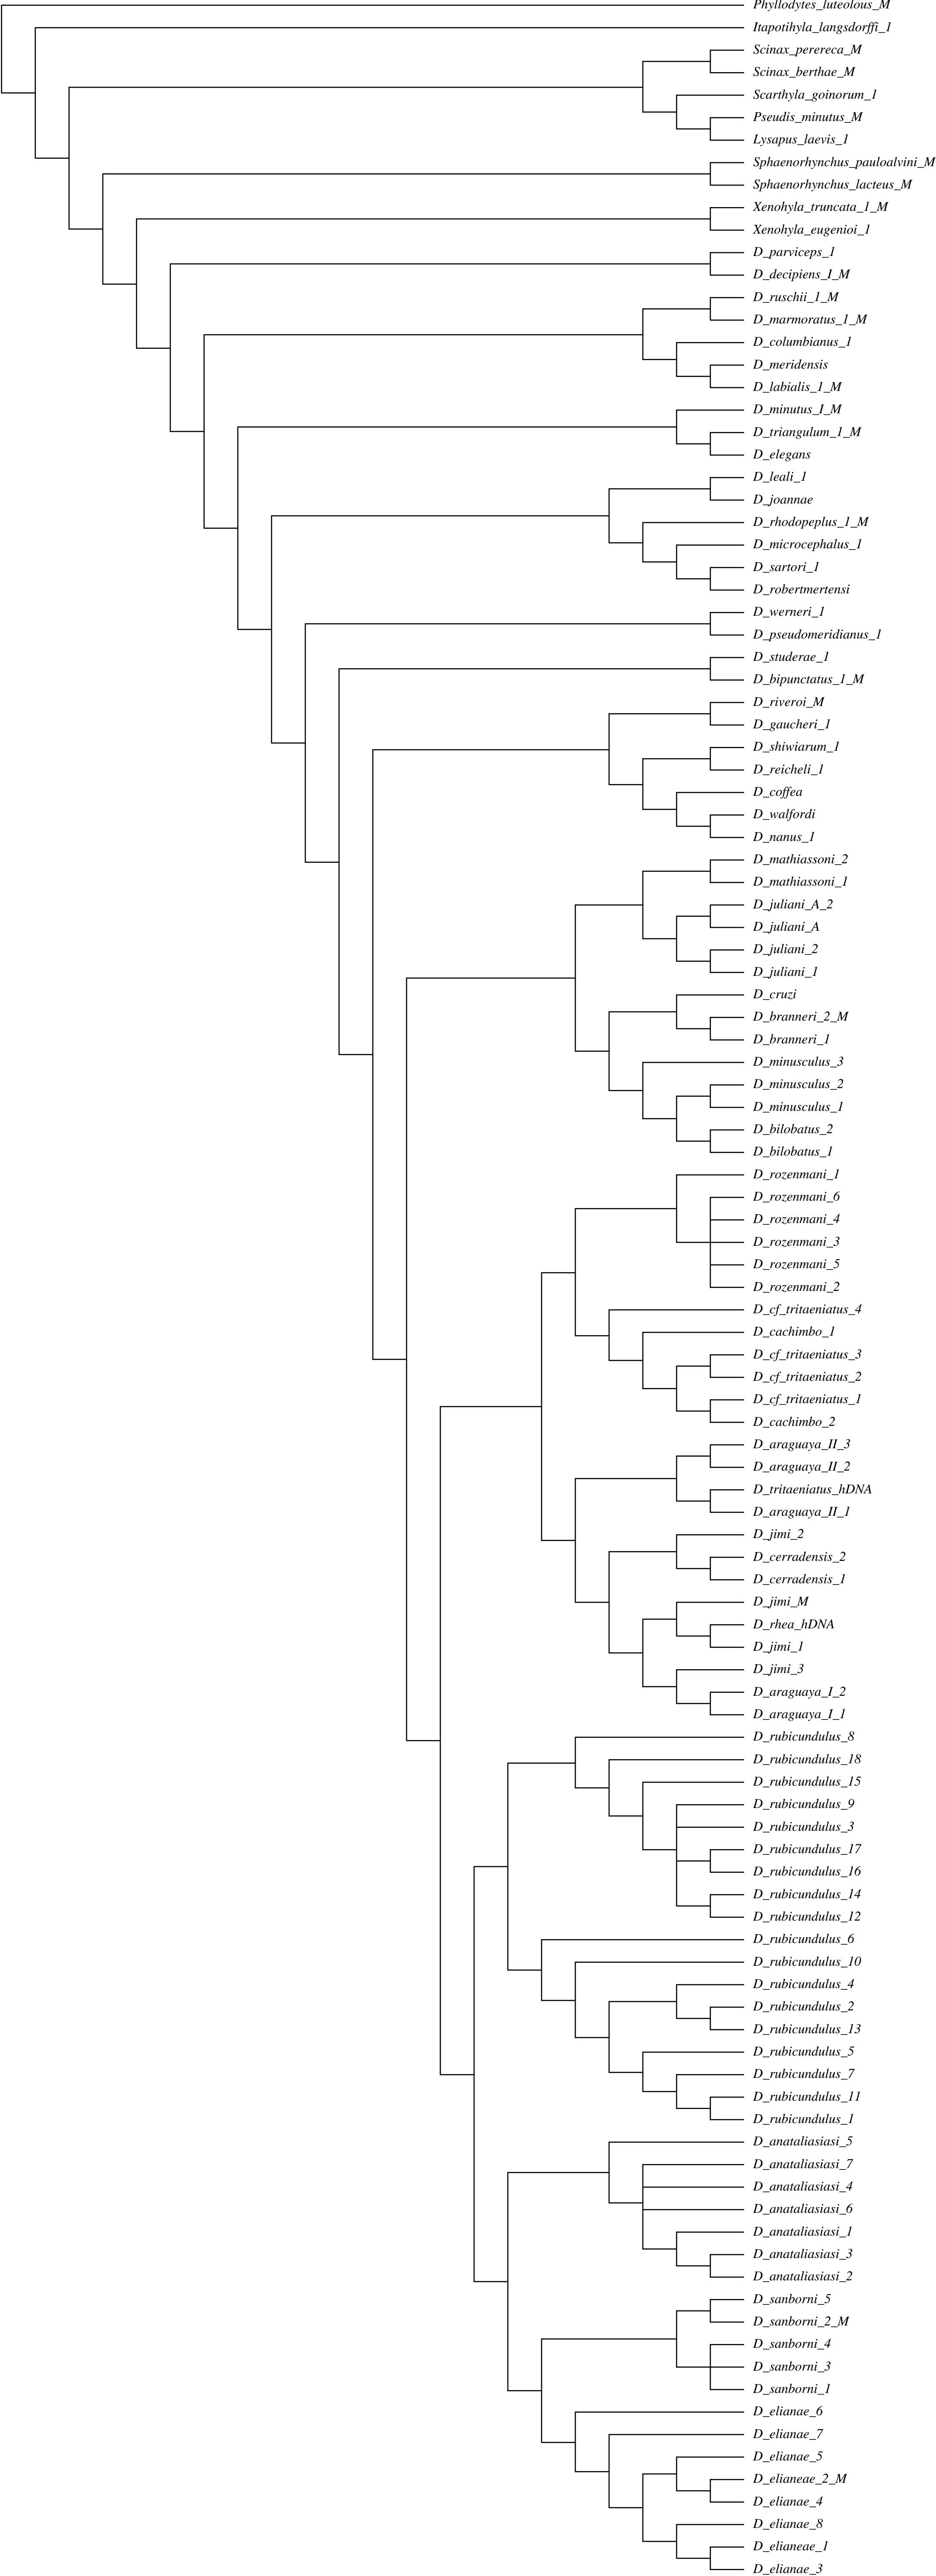 Phyllodytes_luteolous_M
Itapotihyla_langsdorffi_1
Scinax_perereca_M
Scinax_berthae_M
Scarthyla_goinorum_1
Pseudis_minutus_M
Lysapus_laevis_1
Sphaenorhynchus_pauloalvini_M
Sphaenorhynchus_lacteus_M
Xenohyla_truncata_1_M
Xenohyla_eugenioi_1
D_parviceps_1
D_decipiens_I_M
D_ruschii_1_M
D_marmoratus_1_M
D_columbianus_1
D_meridensis
D_labialis_1_M
D_minutus_I_M
D_triangulum_1_M
D_elegans
D_leali_1
D_joannae
D_rhodopeplus_1_M
D_microcephalus_1
D_sartori_1
D_robertmertensi
D_werneri_1
D_pseudomeridianus_1
D_studerae_1
D_bipunctatus_1_M
D_riveroi_M
D_gaucheri_1
D_shiwiarum_1
D_reicheli_1
D_coffea
D_walfordi
D_nanus_1
D_mathiassoni_2
D_mathiassoni_1
D_juliani_A_2
D_juliani_A
D_juliani_2
D_juliani_1
D_cruzi
D_branneri_2_M
D_branneri_1
D_minusculus_3
D_minusculus_2
D_minusculus_1
D_bilobatus_2
D_bilobatus_1
D_rozenmani_1
D_rozenmani_6
D_rozenmani_4
D_rozenmani_3
D_rozenmani_5
D_rozenmani_2
D_cf_tritaeniatus_4
D_cachimbo_1
D_cf_tritaeniatus_3
D_cf_tritaeniatus_2
D_cf_tritaeniatus_1
D_cachimbo_2
D_araguaya_II_3
D_araguaya_II_2
D_tritaeniatus_hDNA
D_araguaya_II_1
D_jimi_2
D_cerradensis_2
D_cerradensis_1
D_jimi_M
D_rhea_hDNA
D_jimi_1
D_jimi_3
D_araguaya_I_2
D_araguaya_I_1
D_rubicundulus_8
D_rubicundulus_18
D_rubicundulus_15
D_rubicundulus_9
D_rubicundulus_3
D_rubicundulus_17
D_rubicundulus_16
D_rubicundulus_14
D_rubicundulus_12
D_rubicundulus_6
D_rubicundulus_10
D_rubicundulus_4
D_rubicundulus_2
D_rubicundulus_13
D_rubicundulus_5
D_rubicundulus_7
D_rubicundulus_11
D_rubicundulus_1
D_anataliasiasi_5
D_anataliasiasi_7
D_anataliasiasi_4
D_anataliasiasi_6
D_anataliasiasi_1
D_anataliasiasi_3
D_anataliasiasi_2
D_sanborni_5
D_sanborni_2_M
D_sanborni_4
D_sanborni_3
D_sanborni_1
D_elianae_6
D_elianae_7
D_elianae_5
D_elianeae_2_M
D_elianae_4
D_elianae_8
D_elianeae_1
D_elianae_3